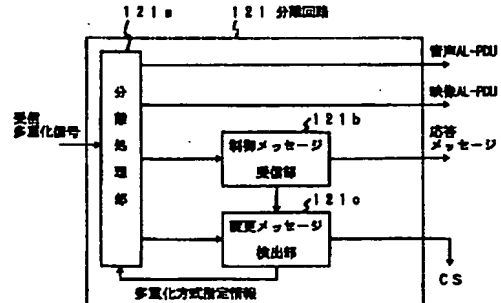 121a
121 分離回路
音声AL-PDU
映像AL-PDU
受信
多重化信号
分離処理部
121b
制御メッセージ
受信部
応答
メッセージ
121c
変更メッセージ
検出部
CS
多重化方式指定情報